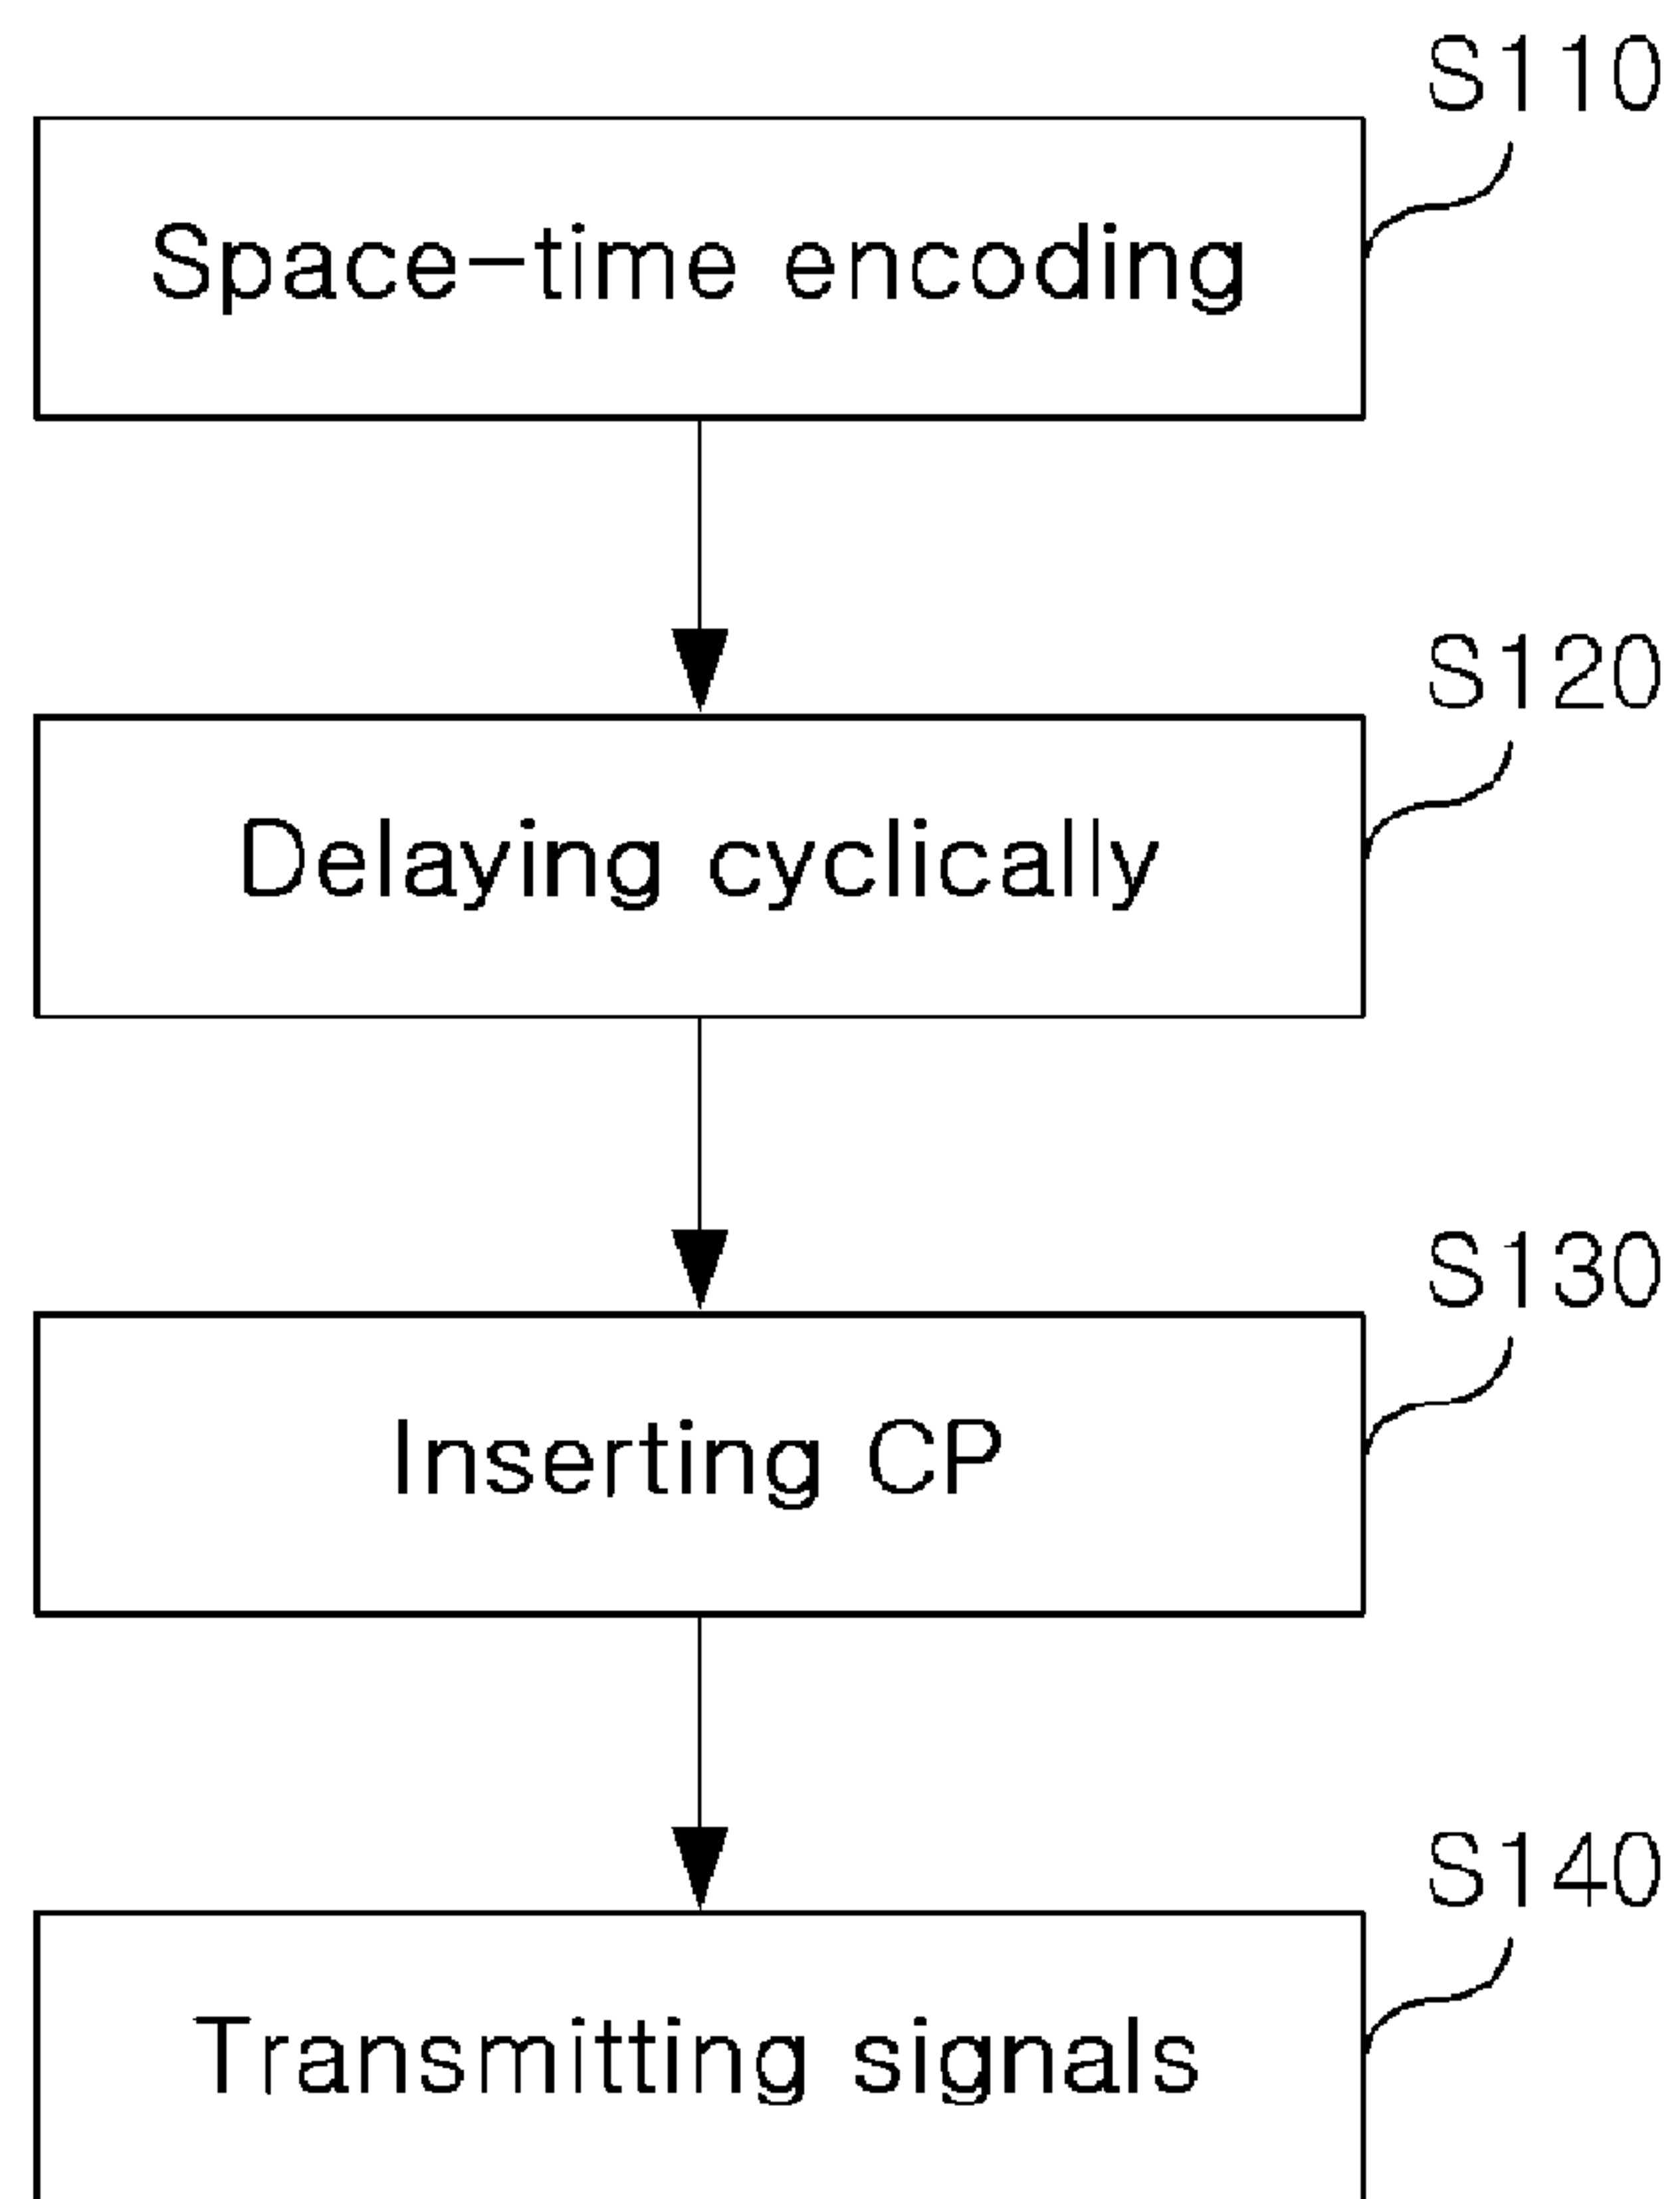 S110
Space-time encoding
S120
Delaying cyclically
S130
Inserting CP
S140
Transmitting signals